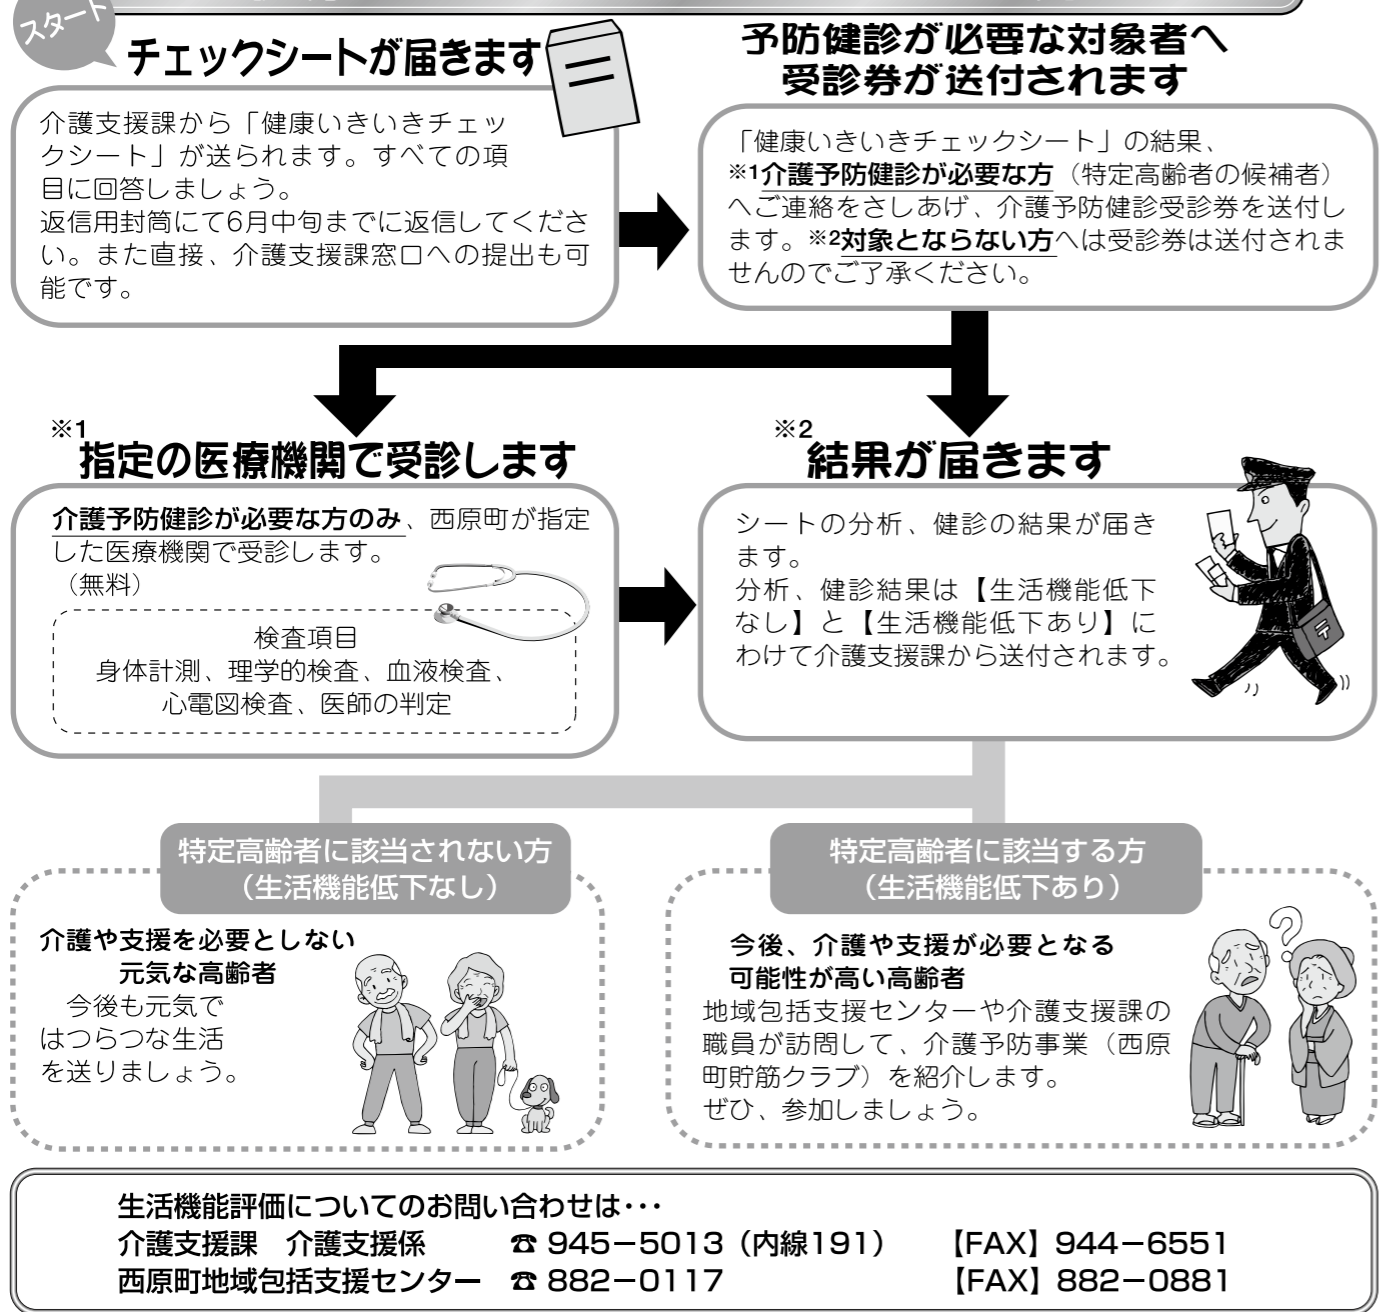 スタート
チェックシートが届きます
介護支援課から「健康いきいきチェッ
クシート」が送られます。すべての項
目に回答しましょう。
返信用封筒にて6月中旬までに返信してくださ
い。また直接、介護支援課窓口への提出も可
能です。
予防健診が必要な対象者へ
受診券が送付されます
「健康いきいきチェックシート」の結果、
※1介護予防健診が必要な方（特定高齢者の候補者）
へご連絡をさしあげ、介護予防健診受診券を送付し
ます。※2対象とならない方へは受診券は送付されま
せんのでご了承ください。
※1
指定の医療機関で受診します
介護予防健診が必要な方のみ、西原町が指定
した医療機関で受診します。
（無料）
検査項目
身体計測、理学的検査、血液検査、
心電図検査、医師の判定
※2
結果が届きます
シートの分析、健診の結果が届き
ます。
分析、健診結果は【生活機能低下
なし】と【生活機能低下あり】に
わけて介護支援課から送付されます。
〒
特定高齢者に該当されない方
（生活機能低下なし）
介護や支援を必要としない
元気な高齢者
今後も元気で
はつらつな生活
を送りましょう。
特定高齢者に該当する方
（生活機能低下あり）
今後、介護や支援が必要となる
可能性が高い高齢者
地域包括支援センターや介護支援課の
職員が訪問して、介護予防事業（西原
町貯筋クラブ）を紹介します。
ぜひ、参加しましょう。
?
生活機能評価についてのお問い合わせは･･･
介護支援課　介護支援係　☎ 945－5013（内線191）　【FAX】944－6551
西原町地域包括支援センター　☎ 882－0117　【FAX】882－0881